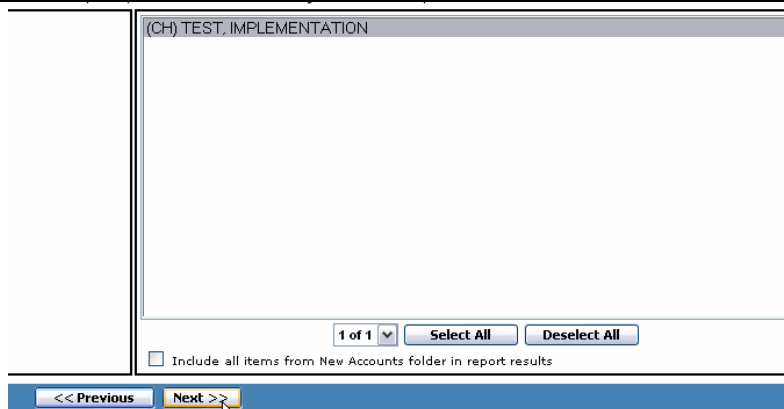 (CH) TEST, IMPLEMENTATION
1 of 1 Select All Deselect All
Include all items from New Accounts folder in report results
<< Previous Next >>